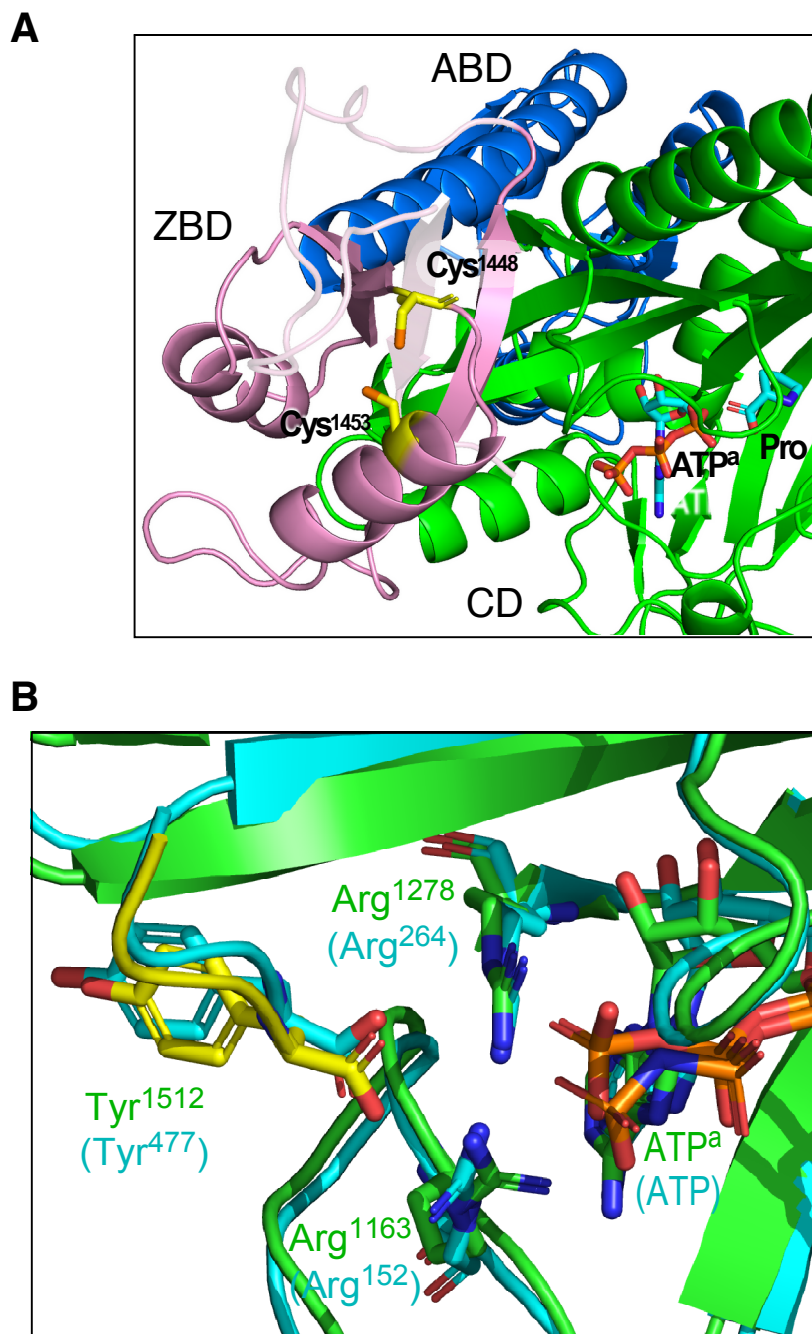 A
ABD
ZBD
Cys1448
Cys1453
ATPa
Pro
CD
B
Arg1278
(Arg264)
Tyr1512
(Tyr477)
ATPa
(ATP)
Arg1163
(Arg152)